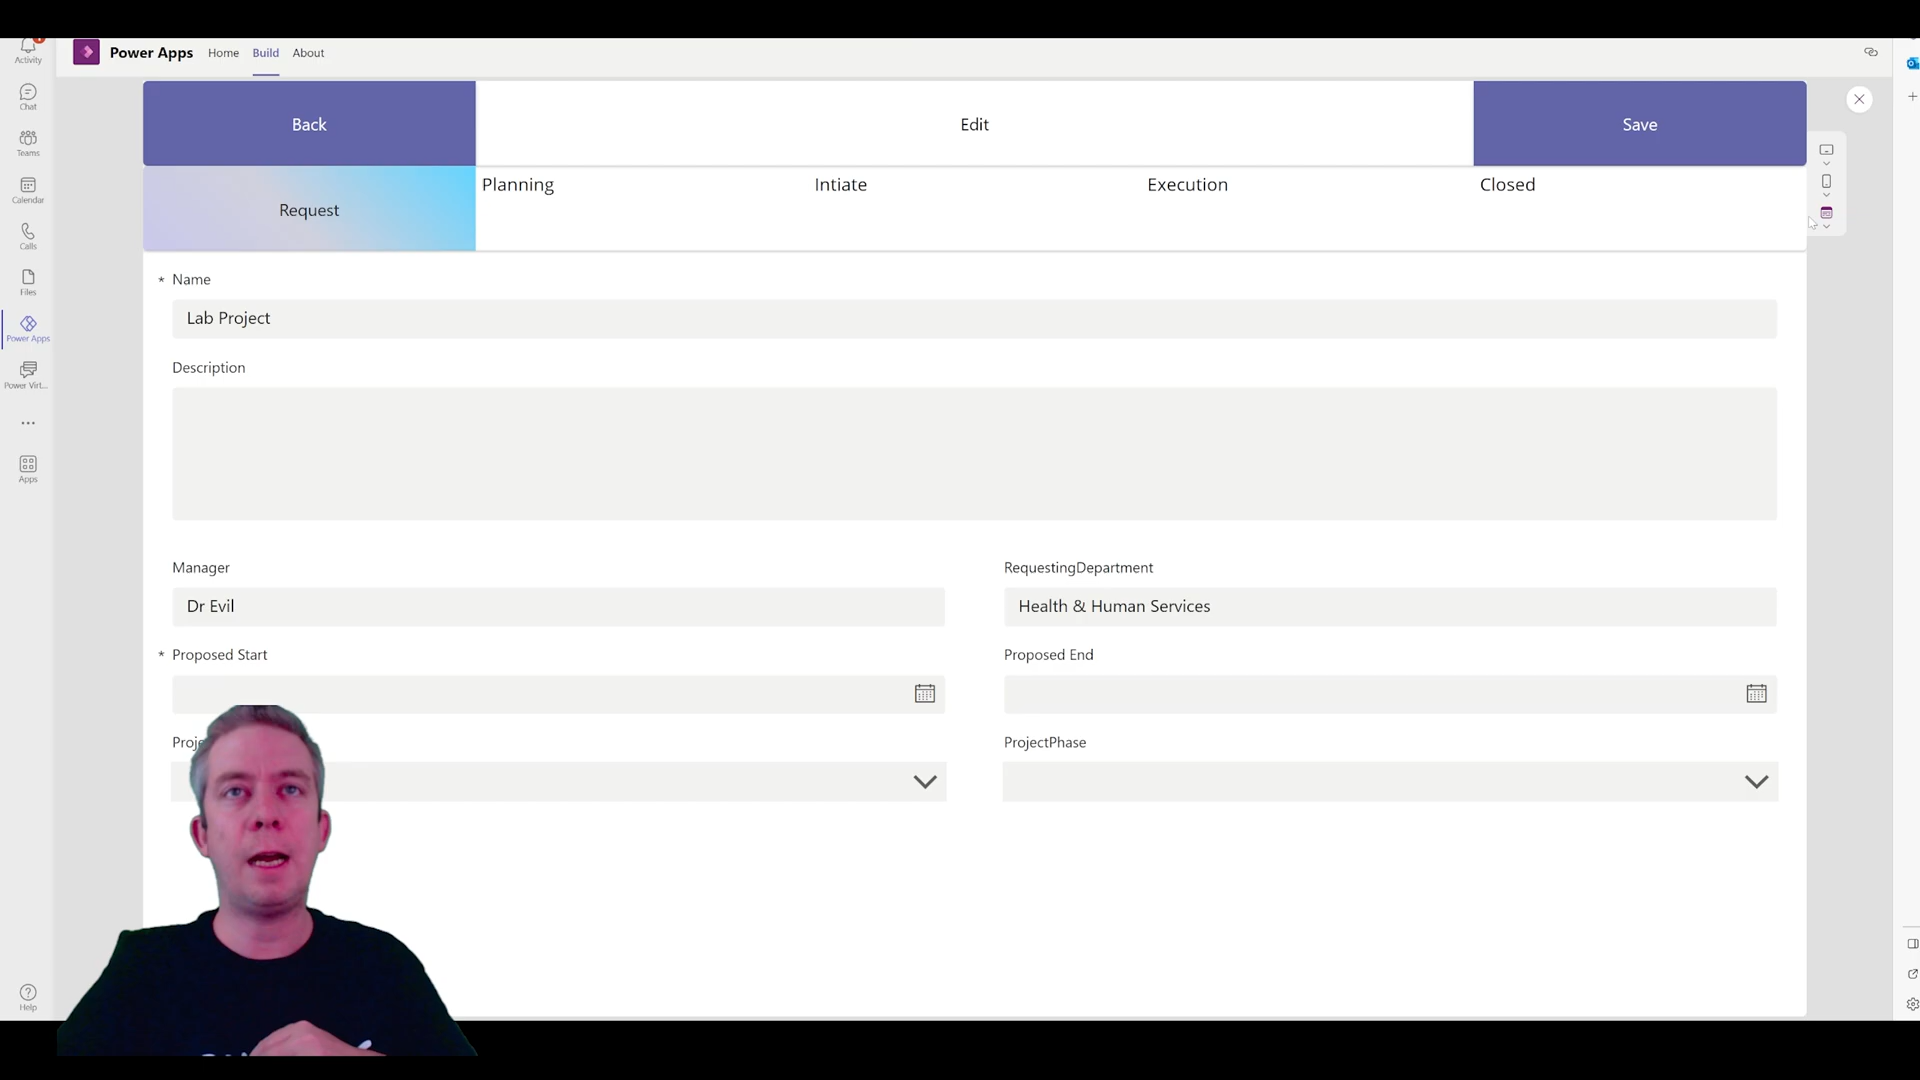 Activity
Power Apps Home Build About
Chat
Teams
Calendar
Calls
Files
Power Apps
Power Virt...
Apps
Help
Back Edit Save
Request Planning Intiate Execution Closed
* Name
Lab Project
Description
Manager RequestingDepartment
Dr Evil Health & Human Services
* Proposed Start Proposed End
ProjectPhase